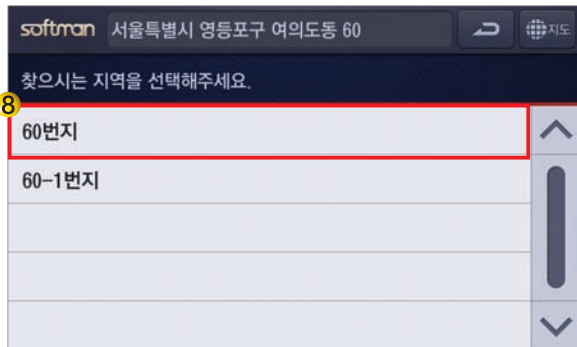 softman 서울특별시 영등포구 여의도동 60 지도
찾으시는 지역을 선택해주세요.
8
60번지
60-1번지